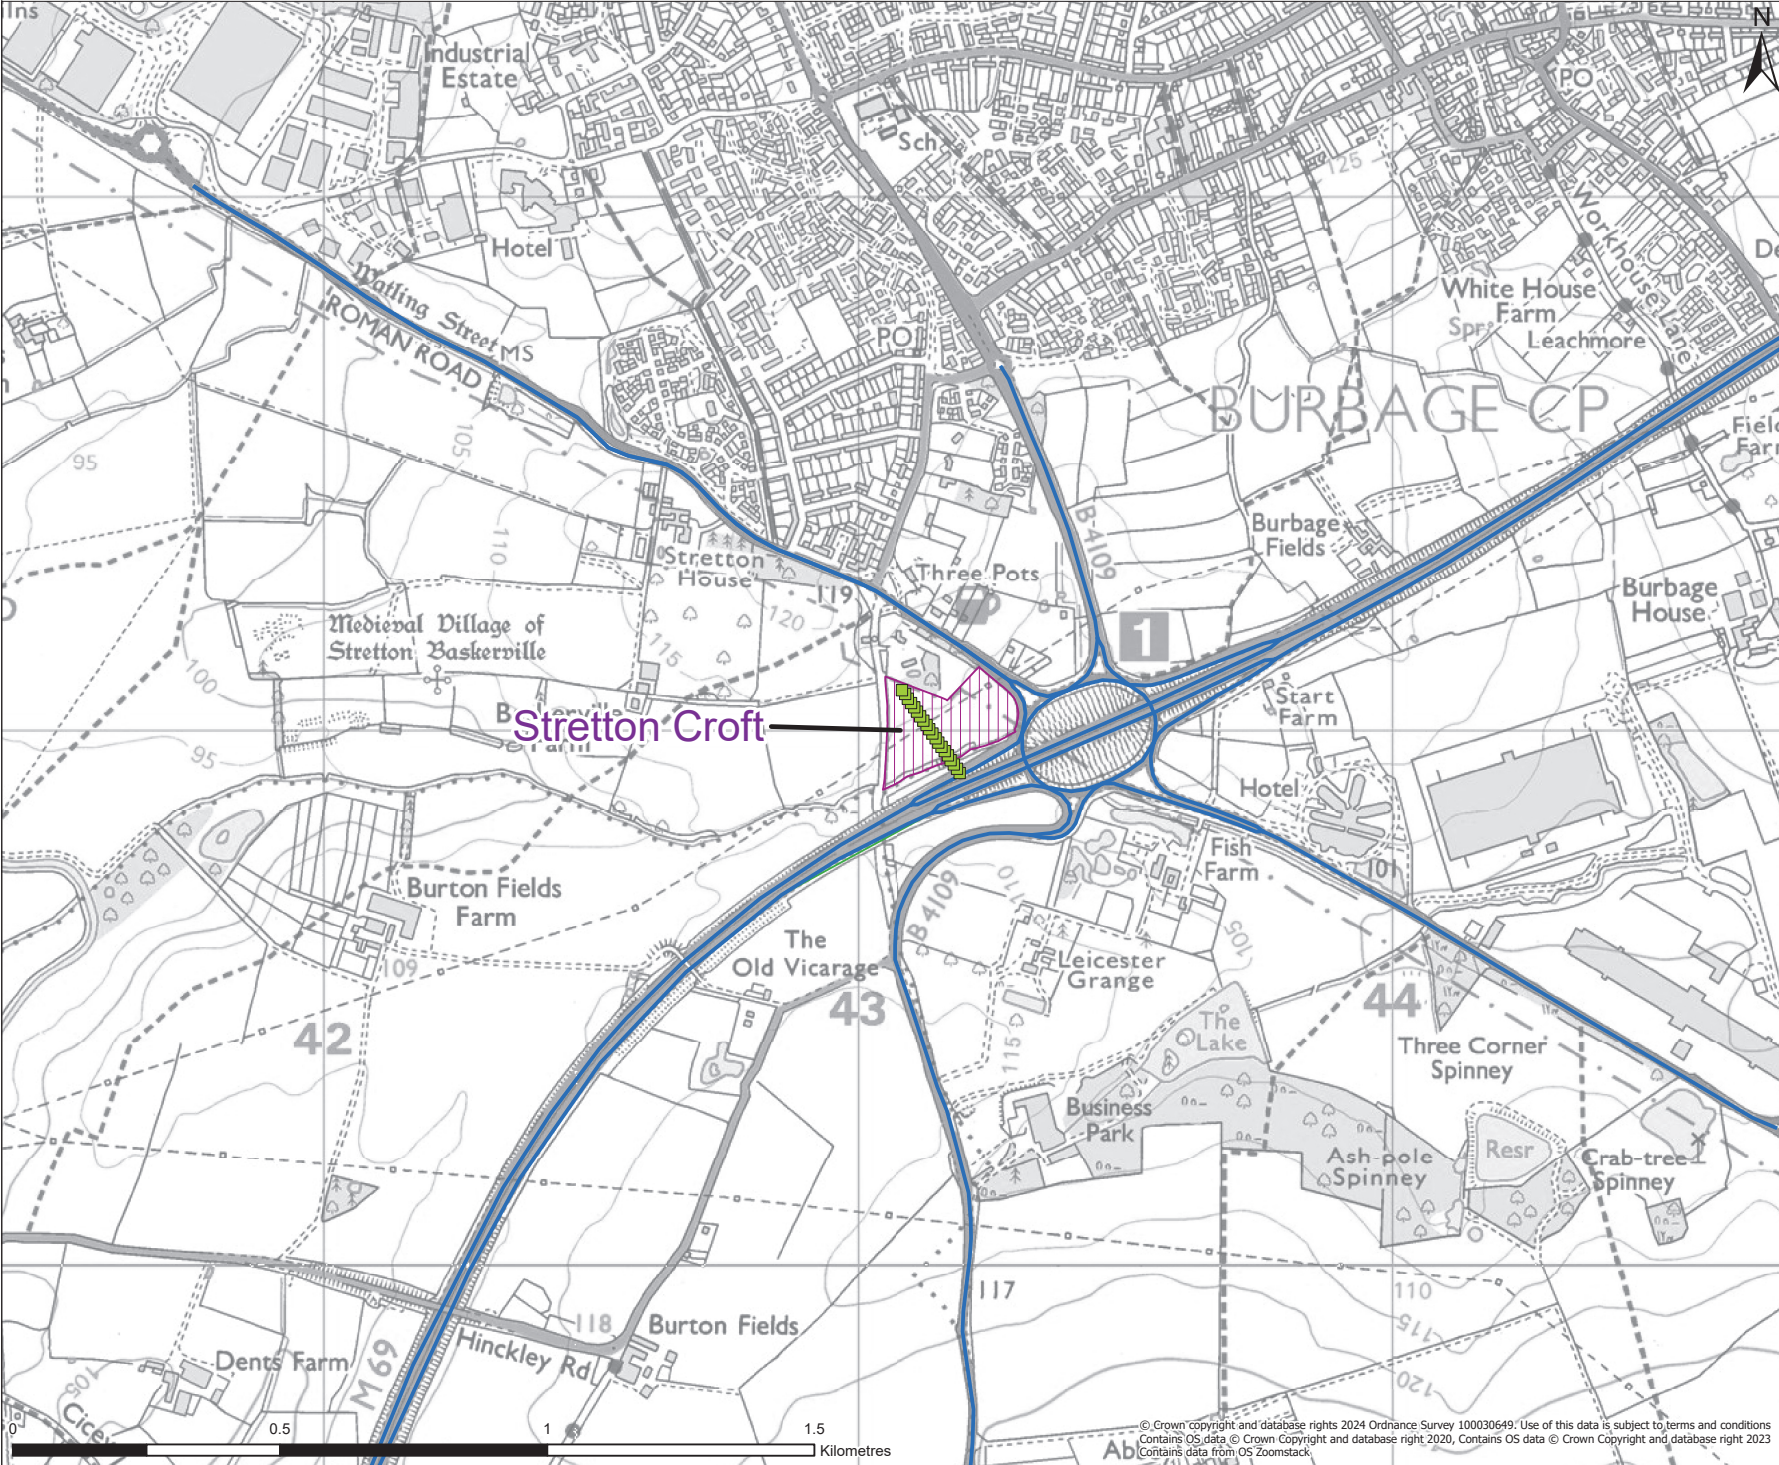 N
Industrial
Estate
PO
Sch
125
Workhouse Lane
Hotel
Watling Street
MS
ROMAN ROAD
White House
Farm
Leachmore
PO
BURBAGE CP
95
105
110
B 4109
Burbage
Fields
Stretton
House
Three Pots
119
120
115
Burbage
House
1
Medieval Village of
Stretton Baskerville
100
Start
Farm
Stretton Croft
95
Hotel
Fish
Farm
101
110
105
Burton Fields
Farm
B 4109
The
Old Vicarage
109
Leicester
Grange
42
43
44
The
Lake
115
Three Corner
Spinney
Business
Park
Ash-pole
Spinney
Resr
Crab-tree
Spinney
117
110
115
118
Burton Fields
Hinckley Rd
Dents Farm
M 69
120
105
0
0.5
1
1.5
Kilometres
© Crown copyright and database rights 2024 Ordnance Survey 100030649. Use of this data is subject to terms and conditions
Contains OS data © Crown Copyright and database right 2020, Contains OS data © Crown Copyright and database right 2023
Contains data from OS Zoomstack